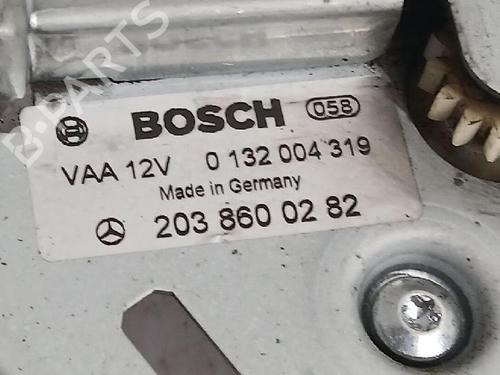 B-PARTS
BOSCH 058
VAA 12V 0 132 004 319
Made in Germany
203 860 02 82